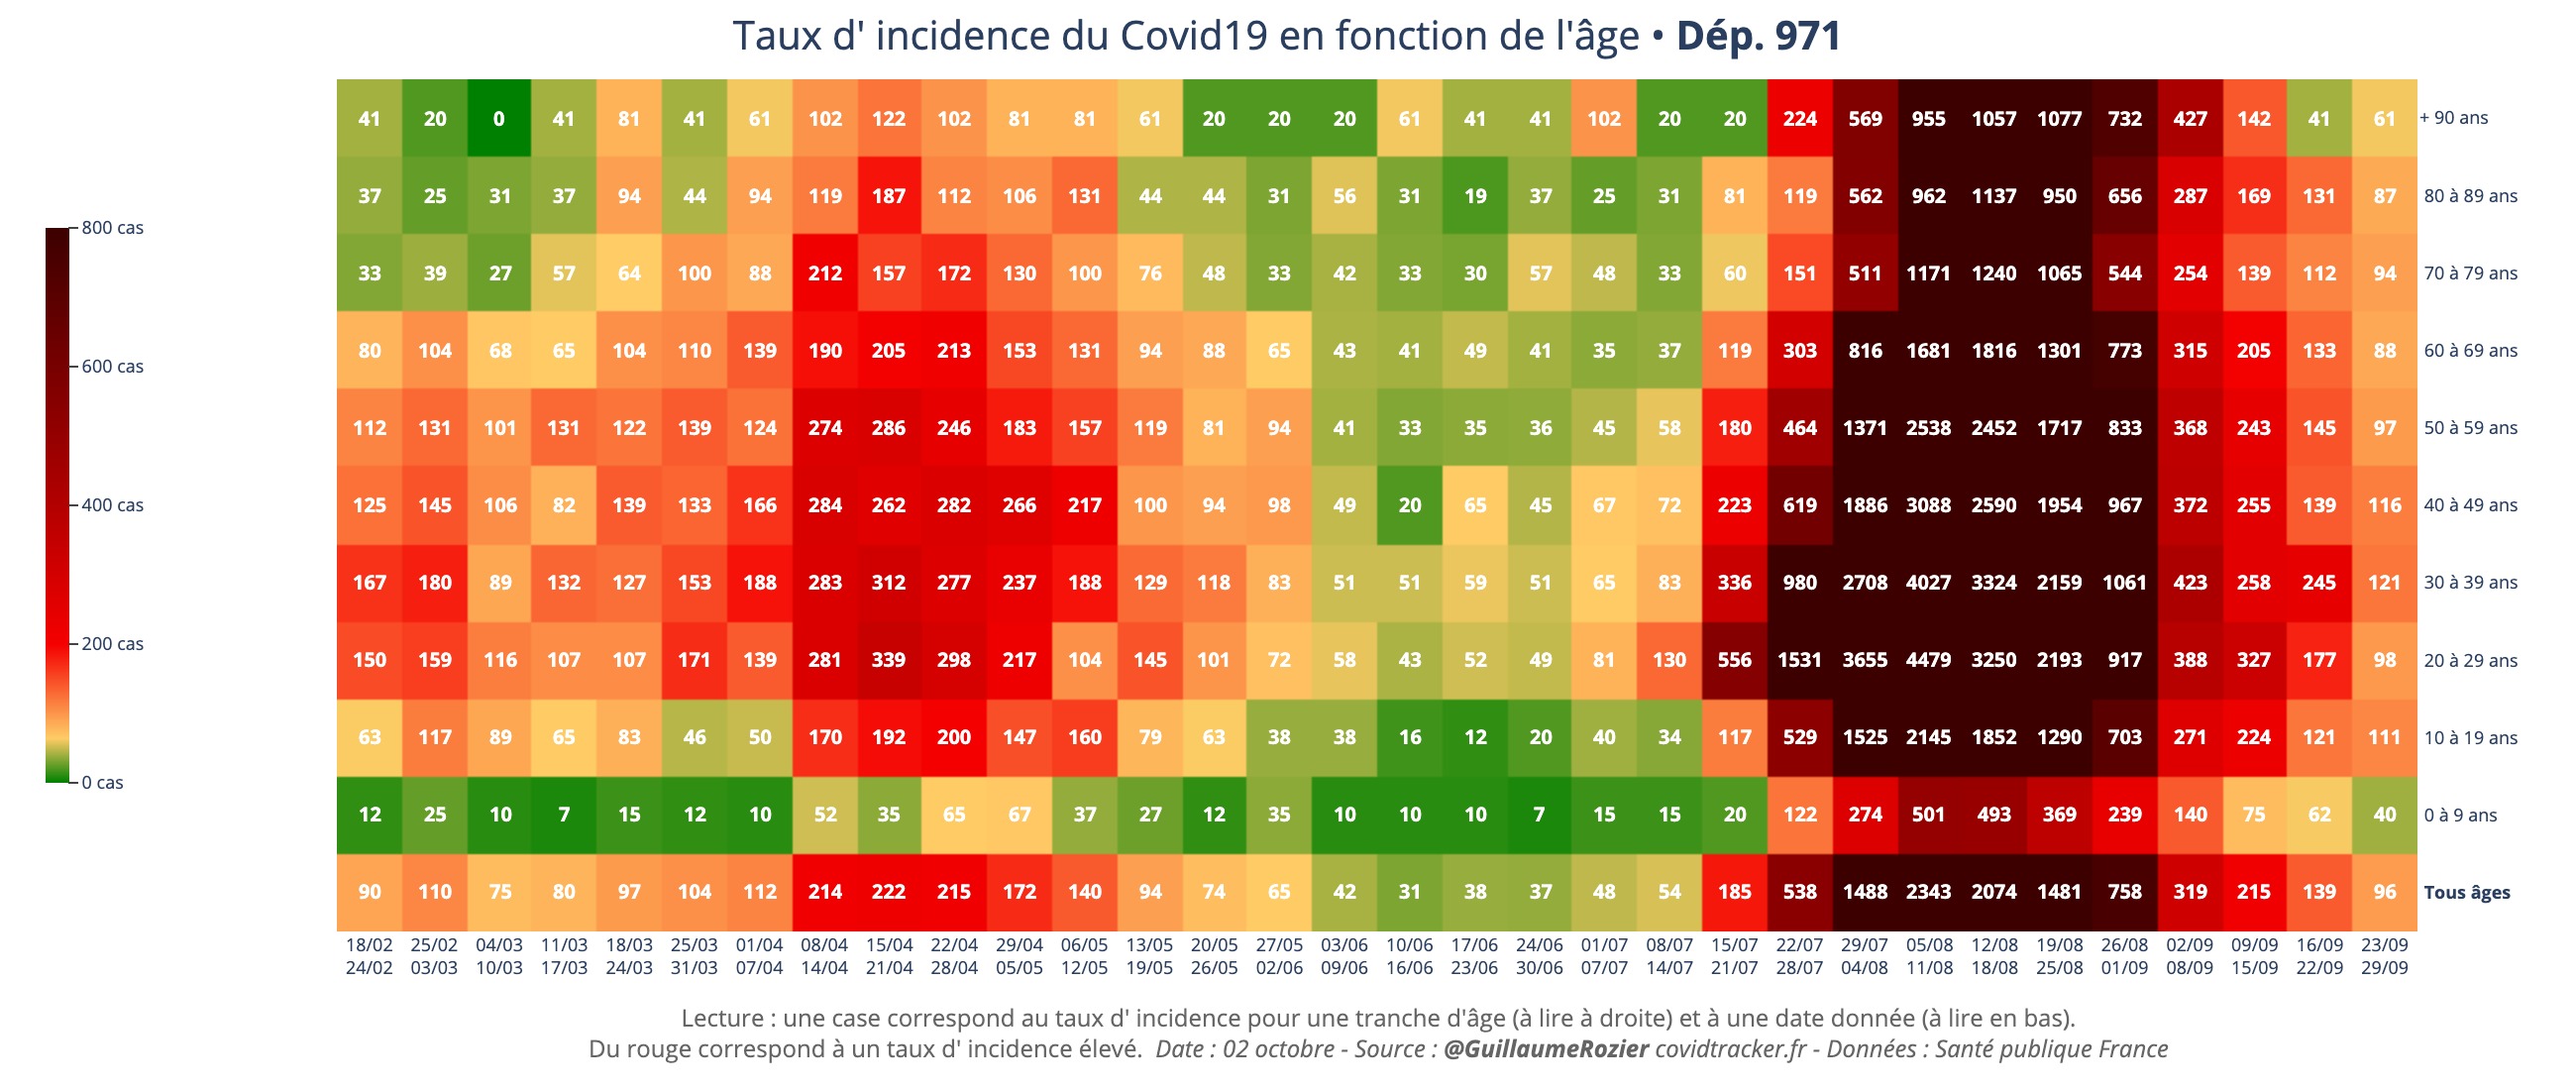 Taux d' incidence du Covid19 en fonction de l'âge • Dép. 971
800 cas
600 cas
400 cas
200 cas
0 cas
41 20 0 41 81 41 61 102 122 102 81 81 61 20 20 20 61 41 41 102 20 20 224 569 955 1057 1077 732 427 142 41 61 + 90 ans
37 25 31 37 94 44 94 119 187 112 106 131 44 44 31 56 31 19 37 25 31 81 119 562 962 1137 950 656 287 169 131 87 80 à 89 ans
33 39 27 57 64 100 88 212 157 172 130 100 76 48 33 42 33 30 57 48 33 60 151 511 1171 1240 1065 544 254 139 112 94 70 à 79 ans
80 104 68 65 104 110 139 190 205 213 153 131 94 88 65 43 41 49 41 35 37 119 303 816 1681 1816 1301 773 315 205 133 88 60 à 69 ans
112 131 101 131 122 139 124 274 286 246 183 157 119 81 94 41 33 35 36 45 58 180 464 1371 2538 2452 1717 833 368 243 145 97 50 à 59 ans
125 145 106 82 139 133 166 284 262 282 266 217 100 94 98 49 20 65 45 67 72 223 619 1886 3088 2590 1954 967 372 255 139 116 40 à 49 ans
167 180 89 132 127 153 188 283 312 277 237 188 129 118 83 51 51 59 51 65 83 336 980 2708 4027 3324 2159 1061 423 258 245 121 30 à 39 ans
150 159 116 107 107 171 139 281 339 298 217 104 145 101 72 58 43 52 49 81 130 556 1531 3655 4479 3250 2193 917 388 327 177 98 20 à 29 ans
63 117 89 65 83 46 50 170 192 200 147 160 79 63 38 38 16 12 20 40 34 117 529 1525 2145 1852 1290 703 271 224 121 111 10 à 19 ans
12 25 10 7 15 12 10 52 35 65 67 37 27 12 35 10 10 10 7 15 15 20 122 274 501 493 369 239 140 75 62 40 0 à 9 ans
90 110 75 80 97 104 112 214 222 215 172 140 94 74 65 42 31 38 37 48 54 185 538 1488 2343 2074 1481 758 319 215 139 96 Tous âges
18/02 25/02 04/03 11/03 18/03 25/03 01/04 08/04 15/04 22/04 29/04 06/05 13/05 20/05 27/05 03/06 10/06 17/06 24/06 01/07 08/07 15/07 22/07 29/07 05/08 12/08 19/08 26/08 02/09 09/09 16/09 23/09
24/02 03/03 10/03 17/03 24/03 31/03 07/04 14/04 21/04 28/04 05/05 12/05 19/05 26/05 02/06 09/06 16/06 23/06 30/06 07/07 14/07 21/07 28/07 04/08 11/08 18/08 25/08 01/09 08/09 15/09 22/09 29/09
Lecture : une case correspond au taux d' incidence pour une tranche d'âge (à lire à droite) et à une date donnée (à lire en bas).
Du rouge correspond à un taux d' incidence élevé. Date : 02 octobre - Source : @GuillaumeRozier covidtracker.fr - Données : Santé publique France